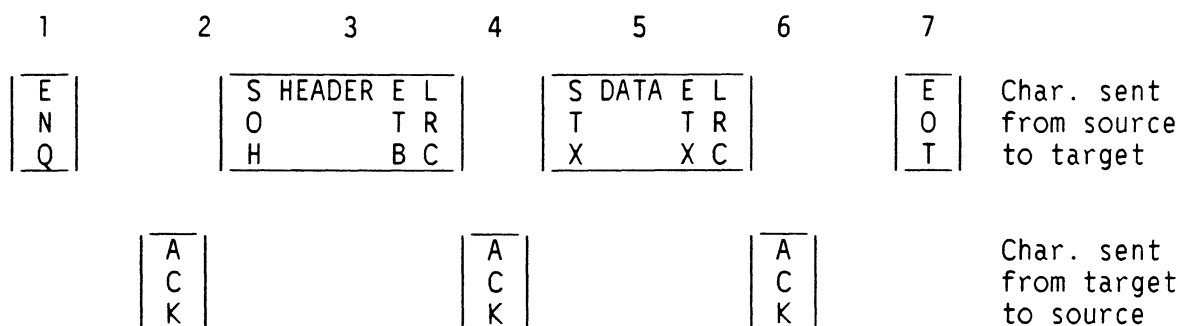 1 2 3 4 5 6 7
E S HEADER E L S DATA E L E Char. sent
N O T R T T R O from source
Q H B C X X C T to target
A A A Char. sent
C C C from target
K K K to source